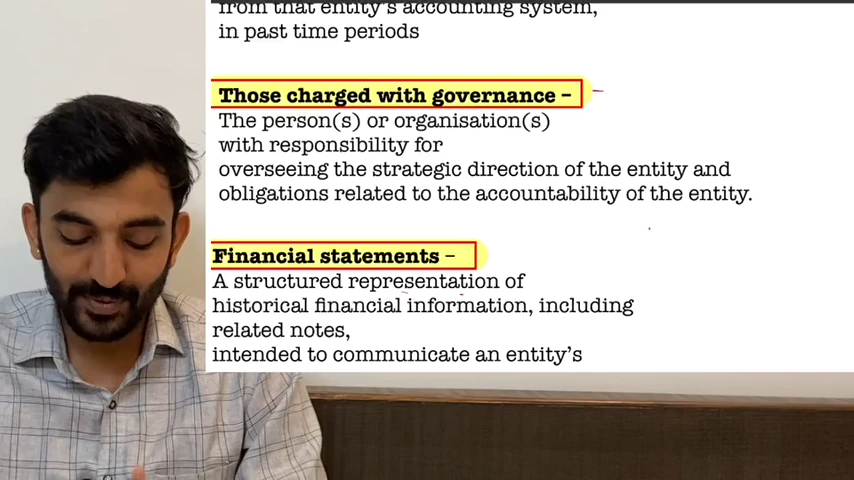 from that entity's accounting system,
in past time periods
Those charged with governance –
The person(s) or organisation(s)
with responsibility for
overseeing the strategic direction of the entity and
obligations related to the accountability of the entity.
Financial statements –
A structured representation of
historical financial information, including
related notes,
intended to communicate an entity's